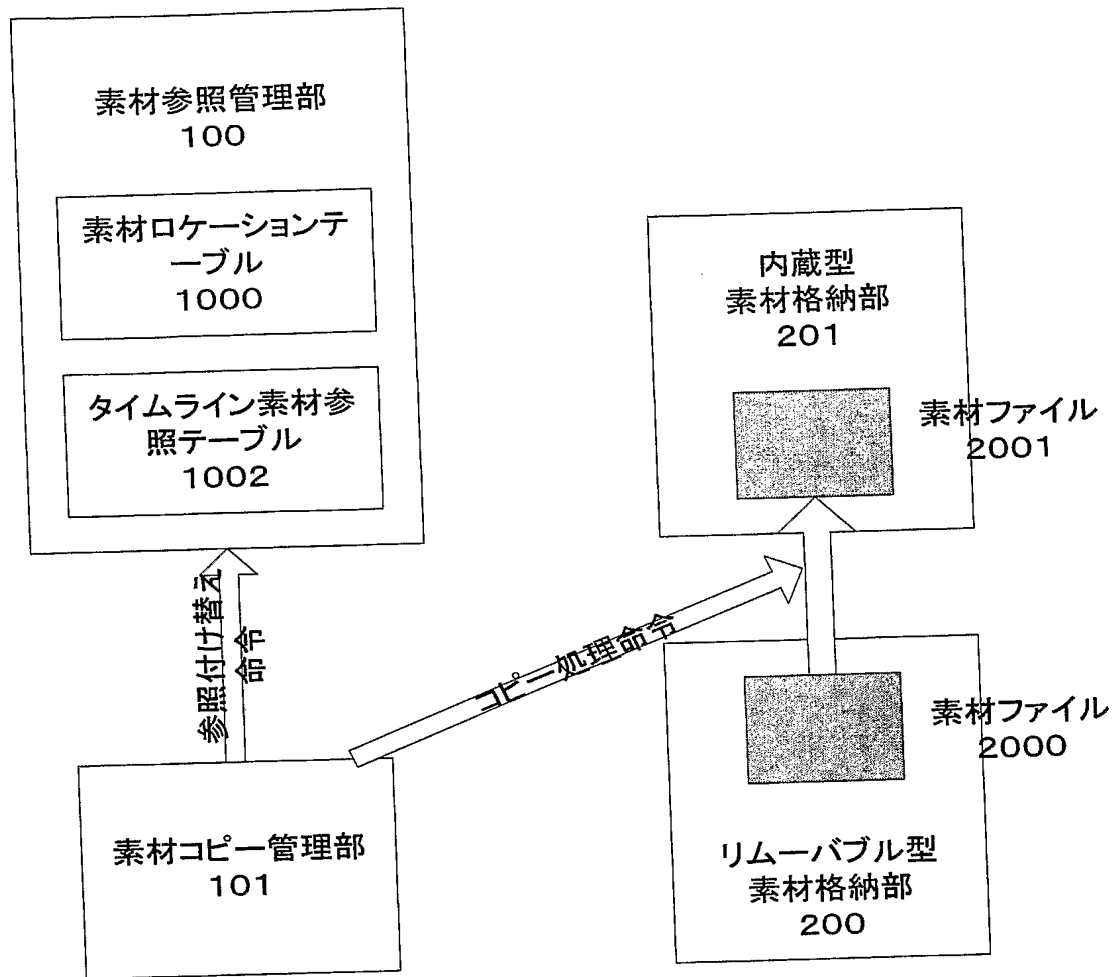 素材参照管理部
100
素材ロケーションテ
ーブル
1000
タイムライン素材参
照テーブル
1002
参照付け替え
命令
素材コピー管理部
101
コピー処理命令
内蔵型
素材格納部
201
素材ファイル
2001
素材ファイル
2000
リムーバブル型
素材格納部
200